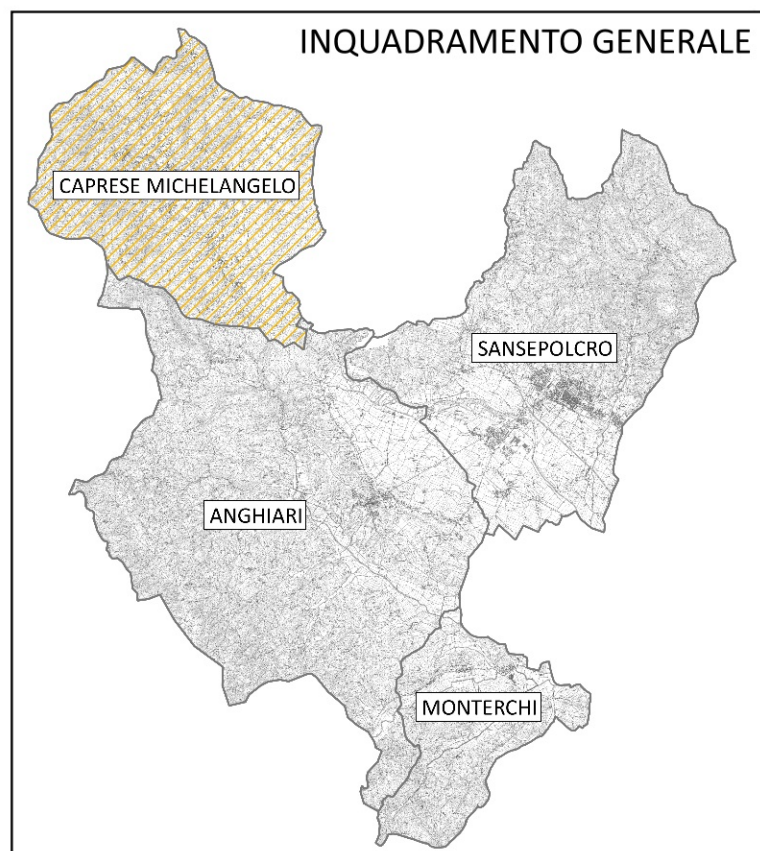 INQUADRAMENTO GENERALE
CAPRESE MICHELANGELO
SANSEPOLCRO
ANGHIARI
MONTERCHI